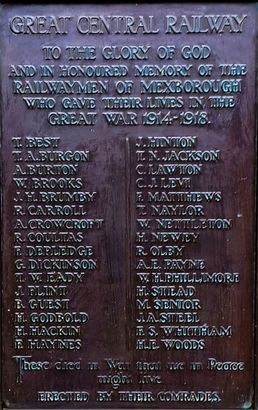 GREAT CENTRAL RAILWAY
TO THE GLORY OF GOD
AND IN HONOURED MEMORY OF THE
RAILWAYMEN OF MEXBOROUGH
WHO GAVE THEIR LIVES IN THE
GREAT WAR 1914-1918.
T. BEST
T. A. BURGON
A. BURTON
W. BROOKS
J. H. BRUMBY
R. CARROLL
A. CROWCROFT
R. COULTAS
F. DEPLEDGE
G. DICKINSON
T. W. EADY
J. FLINT
B. GUEST
H. GODBOLD
H. HACKIN
F. HAYNES
J. HINTON
T. N. JACKSON
C. LAWTON
C. J. LEVI
F. MATTHEWS
T. NAYLOR
W. NETTLETON
H. NEWEY
R. OLBY
A. E. PAYNE
W. H. PHILLIMORE
H. STEAD
M. SENIOR
J. A. STEEL
F. S. WHITHAM
H. E. WOODS
These died in War that we in Peace
might live
ERECTED BY THEIR COMRADES.